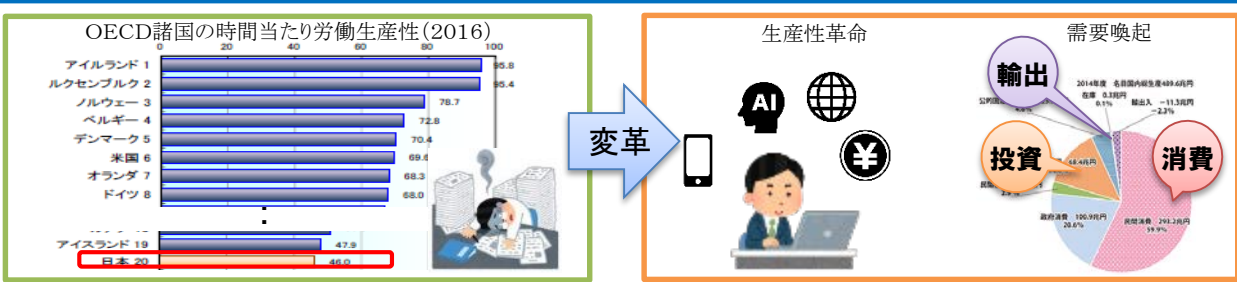 OECD諸国の時間当たり労働生産性(2016)
0 20 40 60 80 100
アイルランド 1 95.8
ルクセンブルク 2 95.4
ノルウェー 3 78.7
ベルギー 4 72.8
デンマーク 5 70.4
米国 6 69.6
オランダ 7 68.3
ドイツ 8 68.0
アイスランド 19 47.9
日本 20 46.0
変革
生産性革命
AI
¥
需要喚起
輸出
投資
消費
2014年度 名目国内総生産489.6兆円
在庫 0.3兆円
0.1%
輸出入 −11.3兆円
−2.3%
68.4兆円
政府消費 100.9兆円
20.6%
民間消費 293.2兆円
59.9%